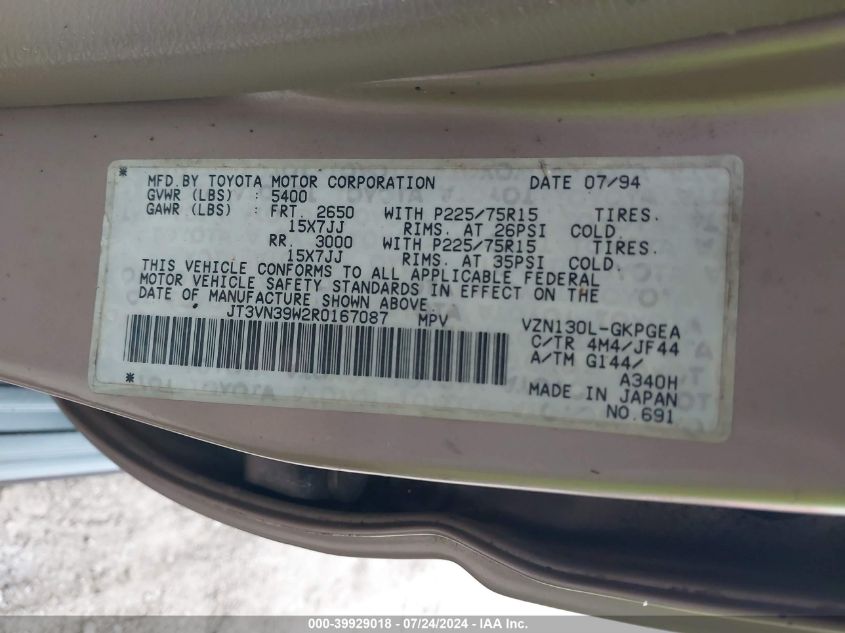 * MFD.BY TOYOTA MOTOR CORPORATION DATE 07/94
GVWR (LBS) : 5400
GAWR (LBS) : FRT. 2650 WITH P225/75R15 TIRES.
15X7JJ RIMS. AT 26PSI COLD.
RR. 3000 WITH P225/75R15 TIRES.
15X7JJ RIMS. AT 35PSI COLD.
THIS VEHICLE CONFORMS TO ALL APPLICABLE FEDERAL
MOTOR VEHICLE SAFETY STANDARDS IN EFFECT ON THE
DATE OF MANUFACTURE SHOWN ABOVE.
JT3VN39W2R0167087 MPV VZN130L-GKPGEA
C/TR 4M4/JF44
A/TM G144/
* A340H
MADE IN JAPAN
NO.691
000-39929018 - 07/24/2024 - IAA Inc.